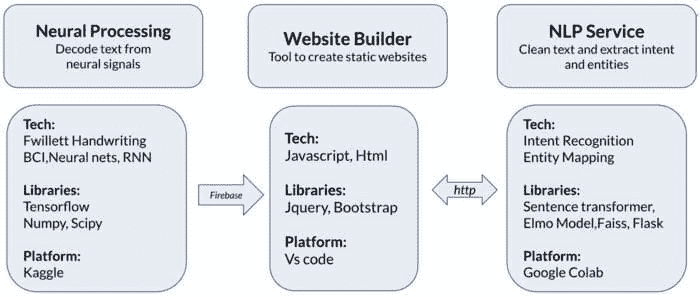 Neural Processing
Decode text from
neural signals
Website Builder
Tool to create static websites
NLP Service
Clean text and extract intent
and entities
Tech:
Fwillett Handwriting
BCI,Neural nets, RNN
Libraries:
Tensorflow
Numpy, Scipy
Platform:
Kaggle
Firebase
Tech:
Javascript, Html
Libraries:
Jquery, Bootstrap
Platform:
Vs code
http
Tech:
Intent Recognition
Entity Mapping
Libraries:
Sentence transformer,
Elmo Model,Faiss, Flask
Platform:
Google Colab